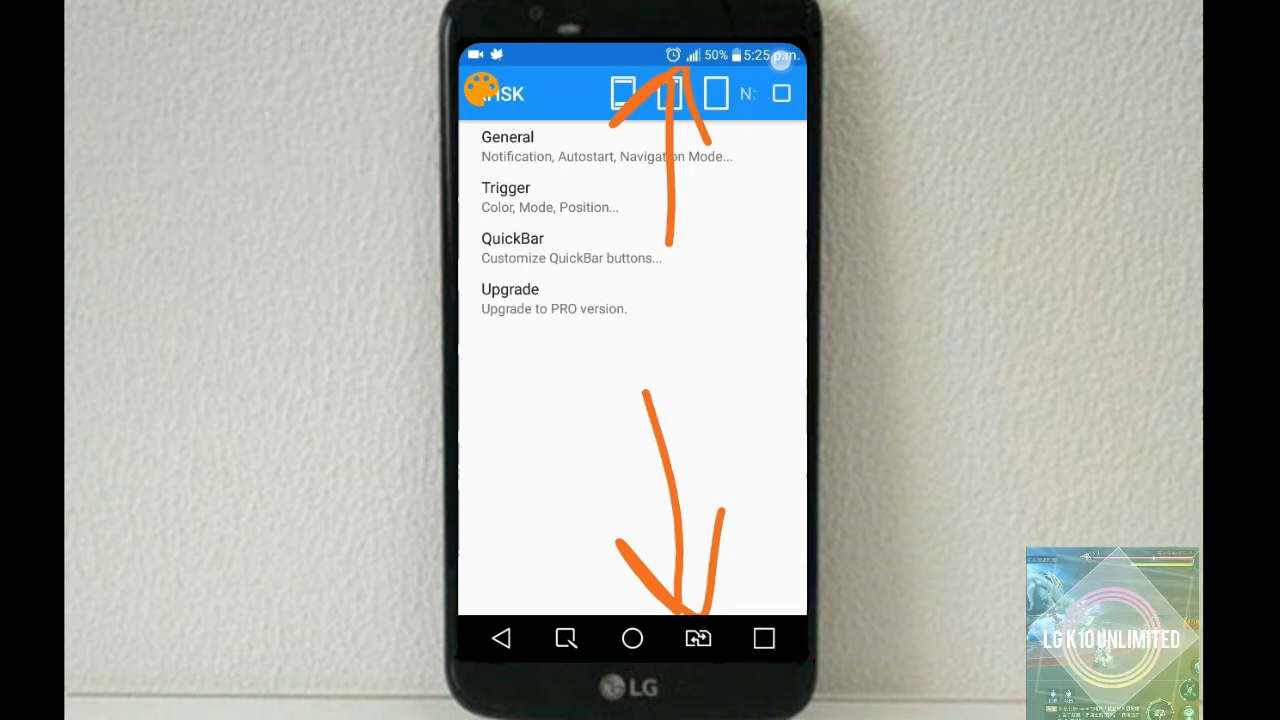 50% 5:25 p.m.
HSK N:
General
Notification, Autostart, Navigation Mode...
Trigger
Color, Mode, Position...
QuickBar
Customize QuickBar buttons...
Upgrade
Upgrade to PRO version.
LG
LG K10 UNLIMITED